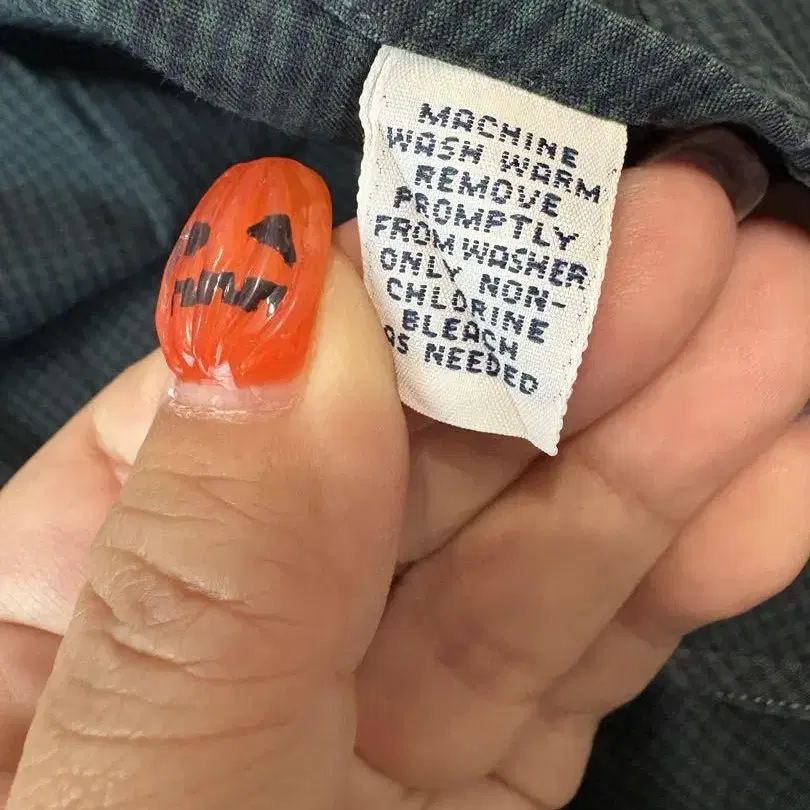 MACHINE
WASH WARM
REMOVE
PROMPTLY
FROM WASHER
ONLY NON-
CHLORINE
BLEACH
AS NEEDED